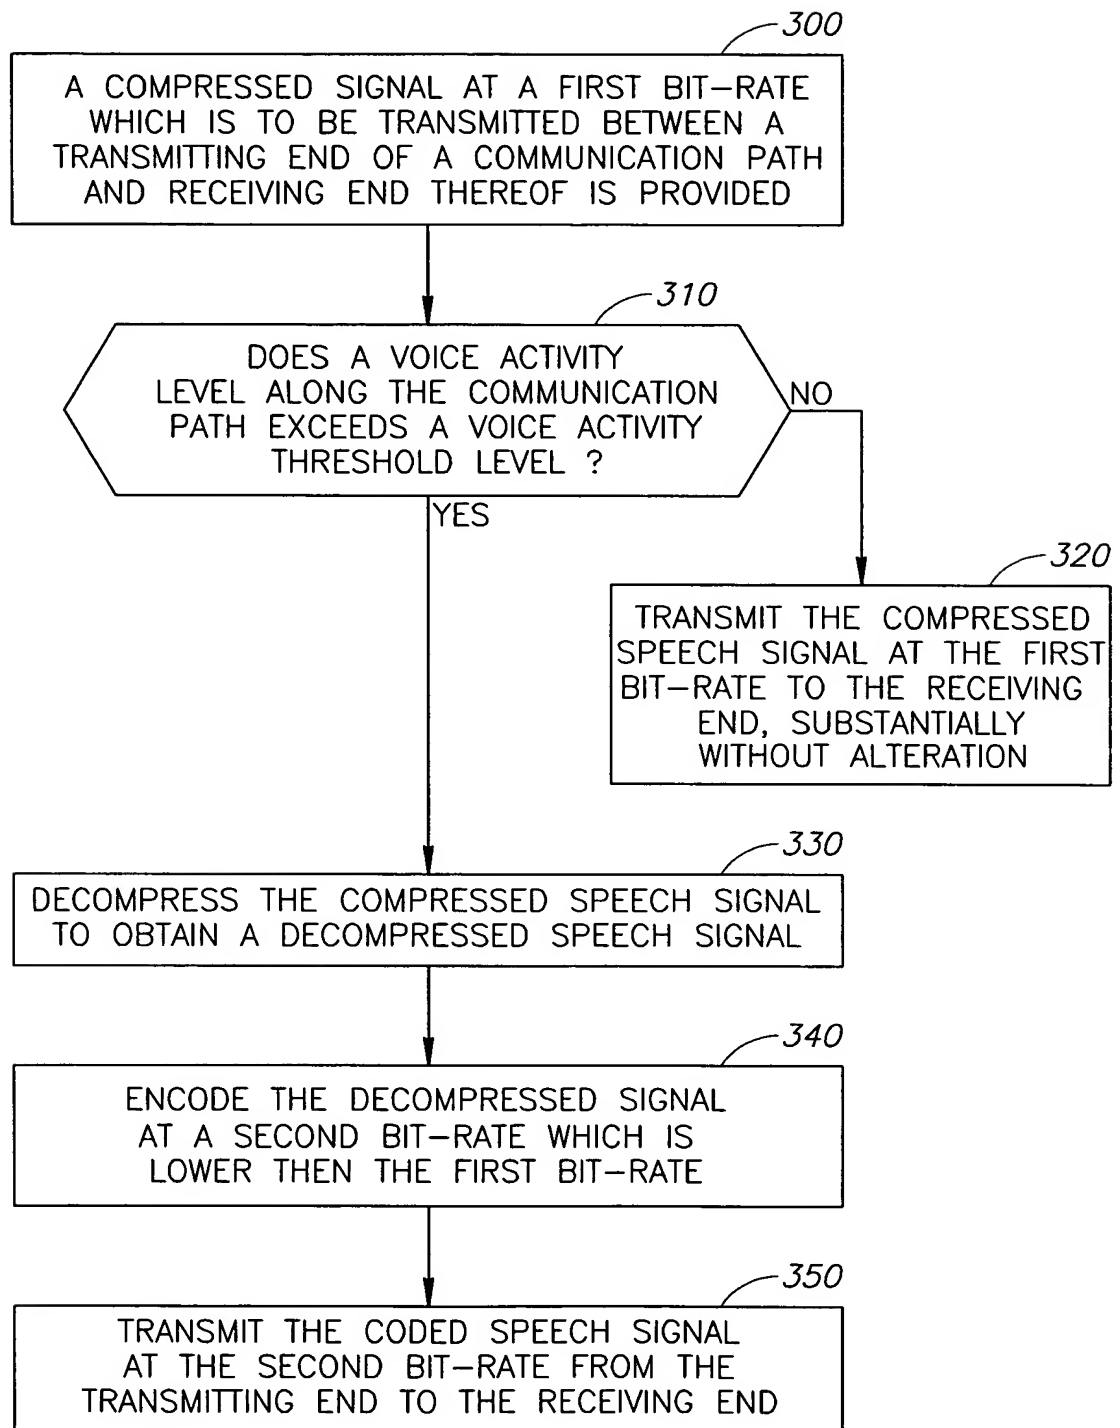 300
A COMPRESSED SIGNAL AT A FIRST BIT-RATE
WHICH IS TO BE TRANSMITTED BETWEEN A
TRANSMITTING END OF A COMMUNICATION PATH
AND RECEIVING END THEREOF IS PROVIDED
310
DOES A VOICE ACTIVITY
LEVEL ALONG THE COMMUNICATION
PATH EXCEEDS A VOICE ACTIVITY
THRESHOLD LEVEL ?
NO
YES
320
TRANSMIT THE COMPRESSED
SPEECH SIGNAL AT THE FIRST
BIT-RATE TO THE RECEIVING
END, SUBSTANTIALLY
WITHOUT ALTERATION
330
DECOMPRESS THE COMPRESSED SPEECH SIGNAL
TO OBTAIN A DECOMPRESSED SPEECH SIGNAL
340
ENCODE THE DECOMPRESSED SIGNAL
AT A SECOND BIT-RATE WHICH IS
LOWER THEN THE FIRST BIT-RATE
350
TRANSMIT THE CODED SPEECH SIGNAL
AT THE SECOND BIT-RATE FROM THE
TRANSMITTING END TO THE RECEIVING END